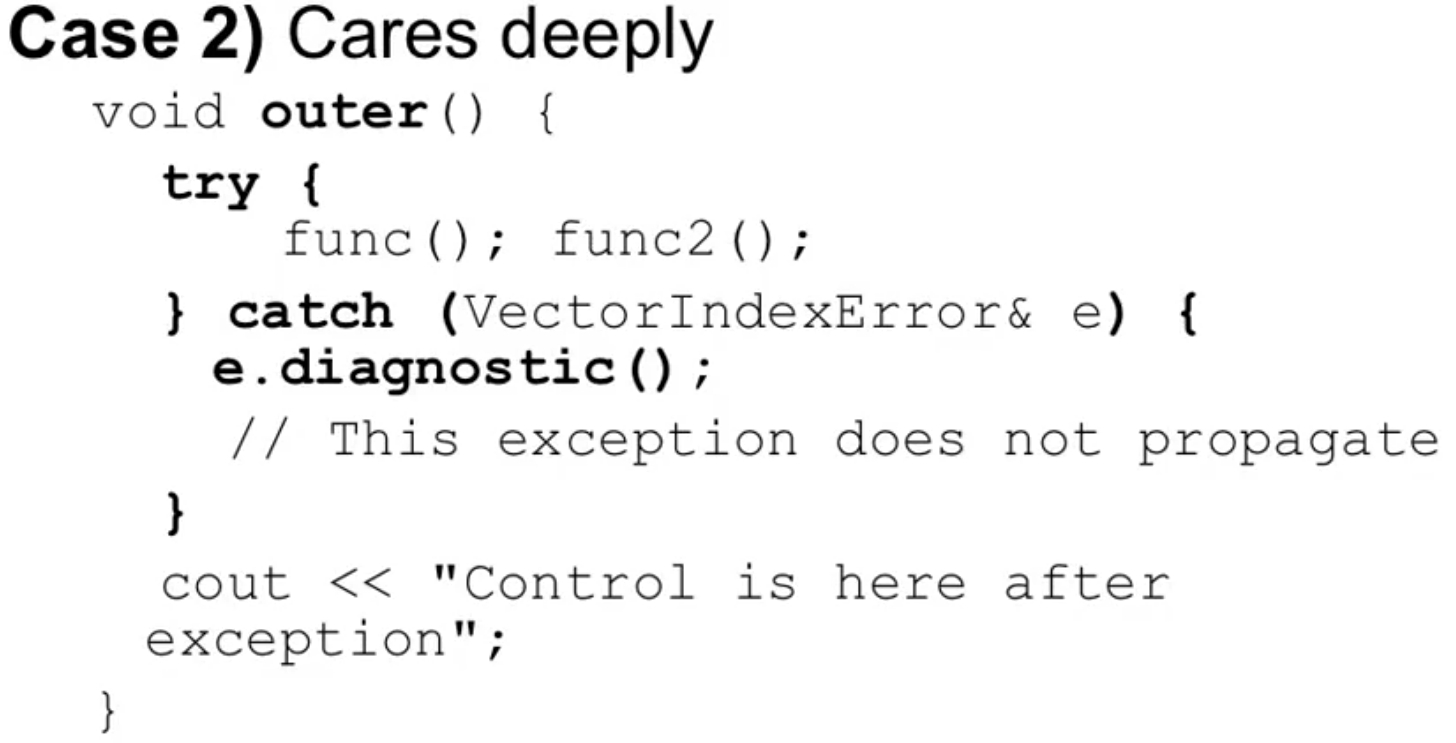 Case 2) Cares deeply
void outer() {
try {
func(); func2();
} catch (VectorIndexError& e) {
e.diagnostic();
// This exception does not propagate
}
cout << "Control is here after
exception";
}